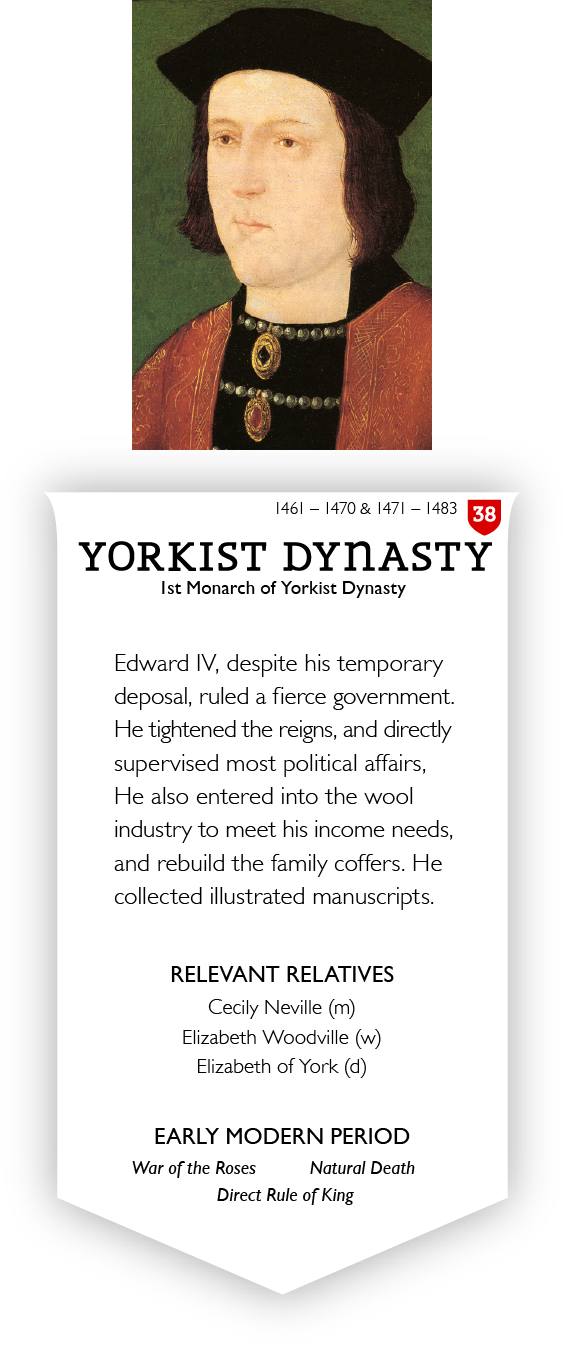 1461 – 1470 & 1471 – 1483 38
YORKIST DYNASTY
1st Monarch of Yorkist Dynasty
Edward IV, despite his temporary
deposal, ruled a fierce government.
He tightened the reigns, and directly
supervised most political affairs,
He also entered into the wool
industry to meet his income needs,
and rebuild the family coffers. He
collected illustrated manuscripts.
RELEVANT RELATIVES
Cecily Neville (m)
Elizabeth Woodville (w)
Elizabeth of York (d)
EARLY MODERN PERIOD
War of the Roses Natural Death
Direct Rule of King